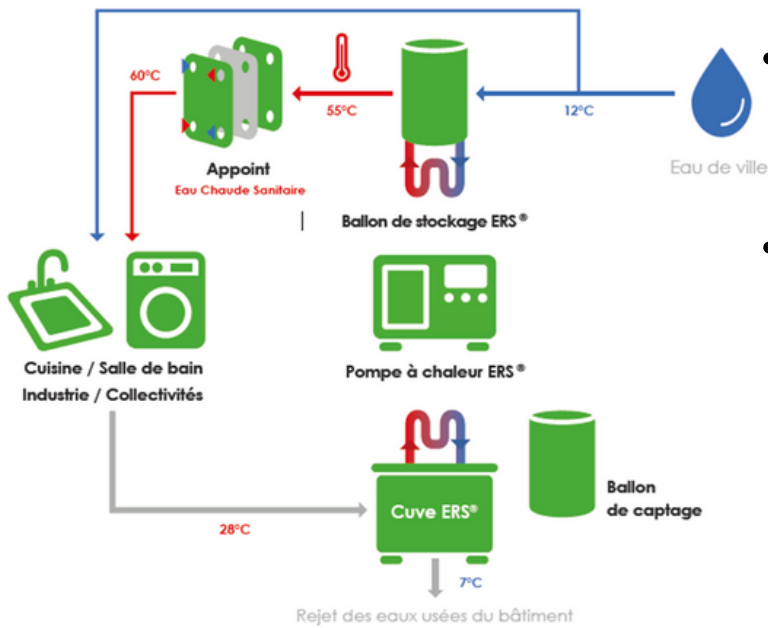 60°C
55°C
12°C
Appoint
Eau Chaude Sanitaire
Eau de ville
Ballon de stockage ERS®
Cuisine / Salle de bain
Industrie / Collectivités
Pompe à chaleur ERS®
Cuve ERS®
Ballon
de captage
28°C
7°C
Rejet des eaux usées du bâtiment